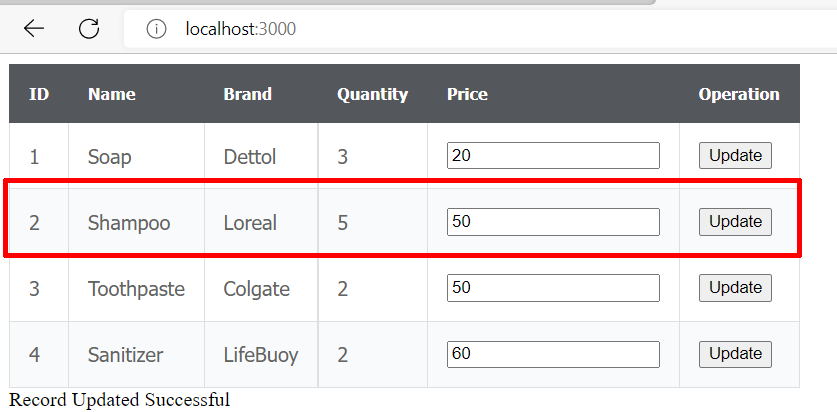 localhost:3000
ID Name Brand Quantity Price Operation
1 Soap Dettol 3 20 Update
2 Shampoo Loreal 5 50 Update
3 Toothpaste Colgate 2 50 Update
4 Sanitizer LifeBuoy 2 60 Update
Record Updated Successful